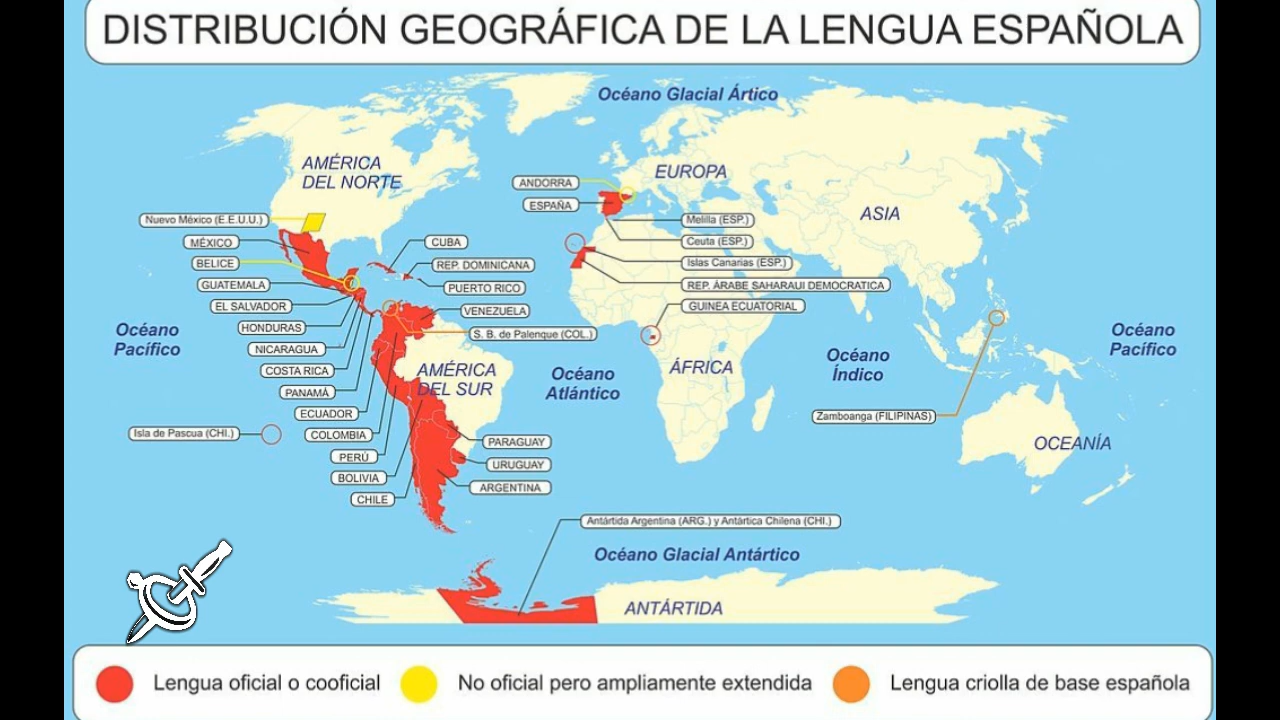 DISTRIBUCIÓN GEOGRÁFICA DE LA LENGUA ESPAÑOLA
Océano Glacial Ártico
AMÉRICA
DEL NORTE
EUROPA
ASIA
ANDORRA
ESPAÑA
Nuevo México (E.E.U.U.)
MÉXICO
BELICE
GUATEMALA
EL SALVADOR
HONDURAS
NICARAGUA
COSTA RICA
PANAMÁ
ECUADOR
COLOMBIA
PERÚ
BOLIVIA
CHILE
CUBA
REP. DOMINICANA
PUERTO RICO
VENEZUELA
S. B. de Palenque (COL.)
Melilla (ESP.)
Ceuta (ESP.)
Islas Canarias (ESP.)
REP. ÁRABE SAHARAUI DEMOCRATICA
GUINEA ECUATORIAL
Océano
Pacífico
AMÉRICA
DEL SUR
Océano
Atlántico
ÁFRICA
Océano
Índico
Océano
Pacífico
Zamboanga (FILIPINAS)
OCEANÍA
Isla de Pascua (CHI.)
PARAGUAY
URUGUAY
ARGENTINA
Antártida Argentina (ARG.) y Antártica Chilena (CHI.)
Océano Glacial Antártico
ANTÁRTIDA
Lengua oficial o cooficial
No oficial pero ampliamente extendida
Lengua criolla de base española